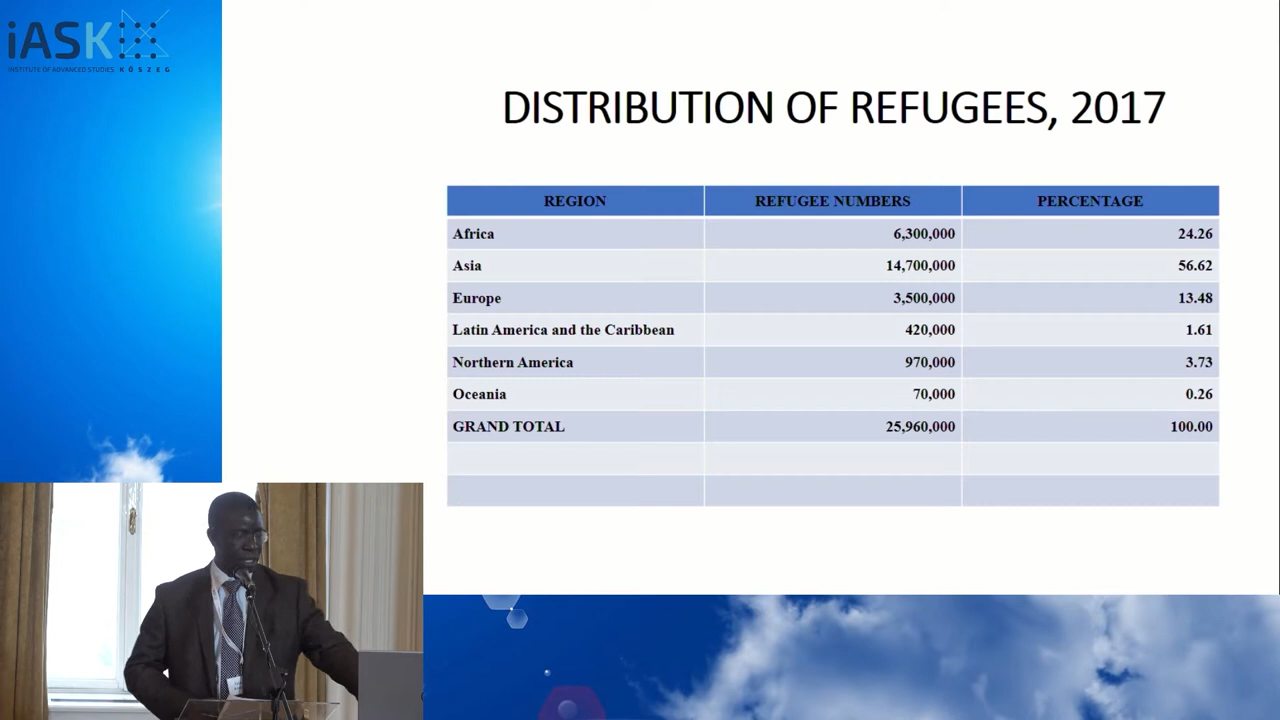 iASK
INSTITUTE OF ADVANCED STUDIES KŐSZEG
DISTRIBUTION OF REFUGEES, 2017
REGION REFUGEE NUMBERS PERCENTAGE
Africa 6,300,000 24.26
Asia 14,700,000 56.62
Europe 3,500,000 13.48
Latin America and the Caribbean 420,000 1.61
Northern America 970,000 3.73
Oceania 70,000 0.26
GRAND TOTAL 25,960,000 100.00